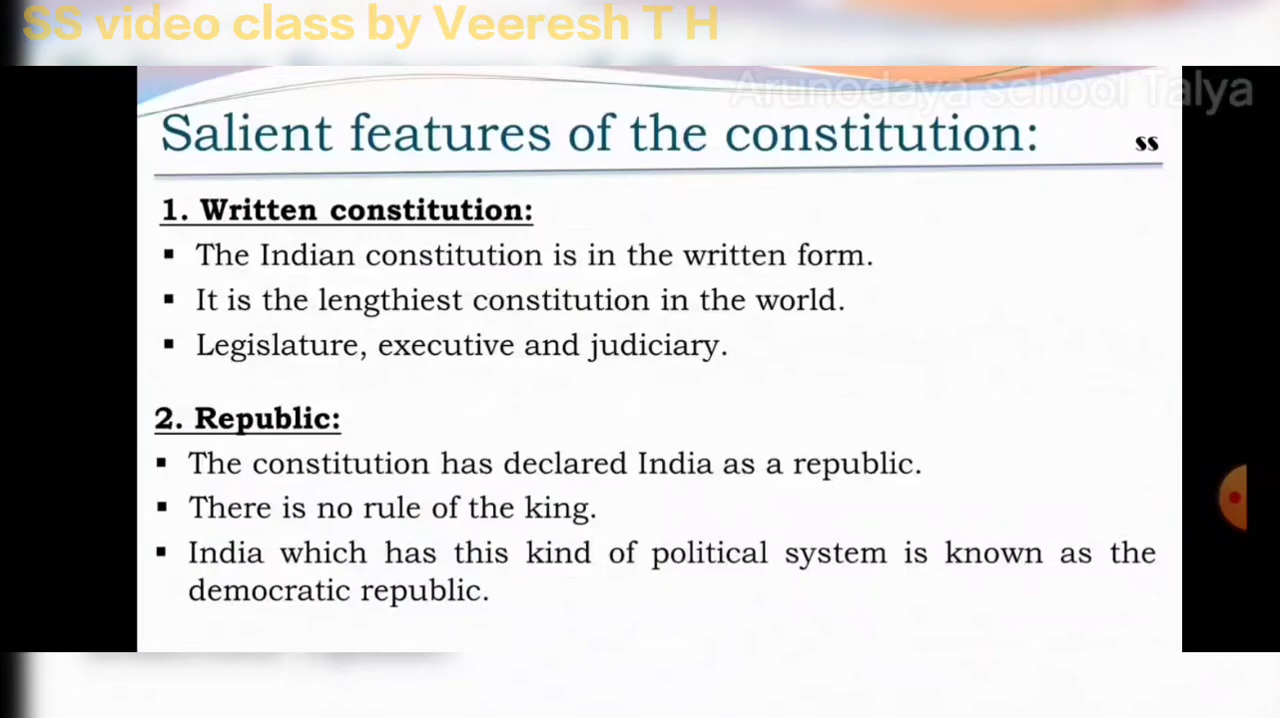 SS video class by Veeresh T H
Arunodaya school Talya
Salient features of the constitution:
SS
1. Written constitution:
▪ The Indian constitution is in the written form.
▪ It is the lengthiest constitution in the world.
▪ Legislature, executive and judiciary.
2. Republic:
▪ The constitution has declared India as a republic.
▪ There is no rule of the king.
▪ India which has this kind of political system is known as the
democratic republic.